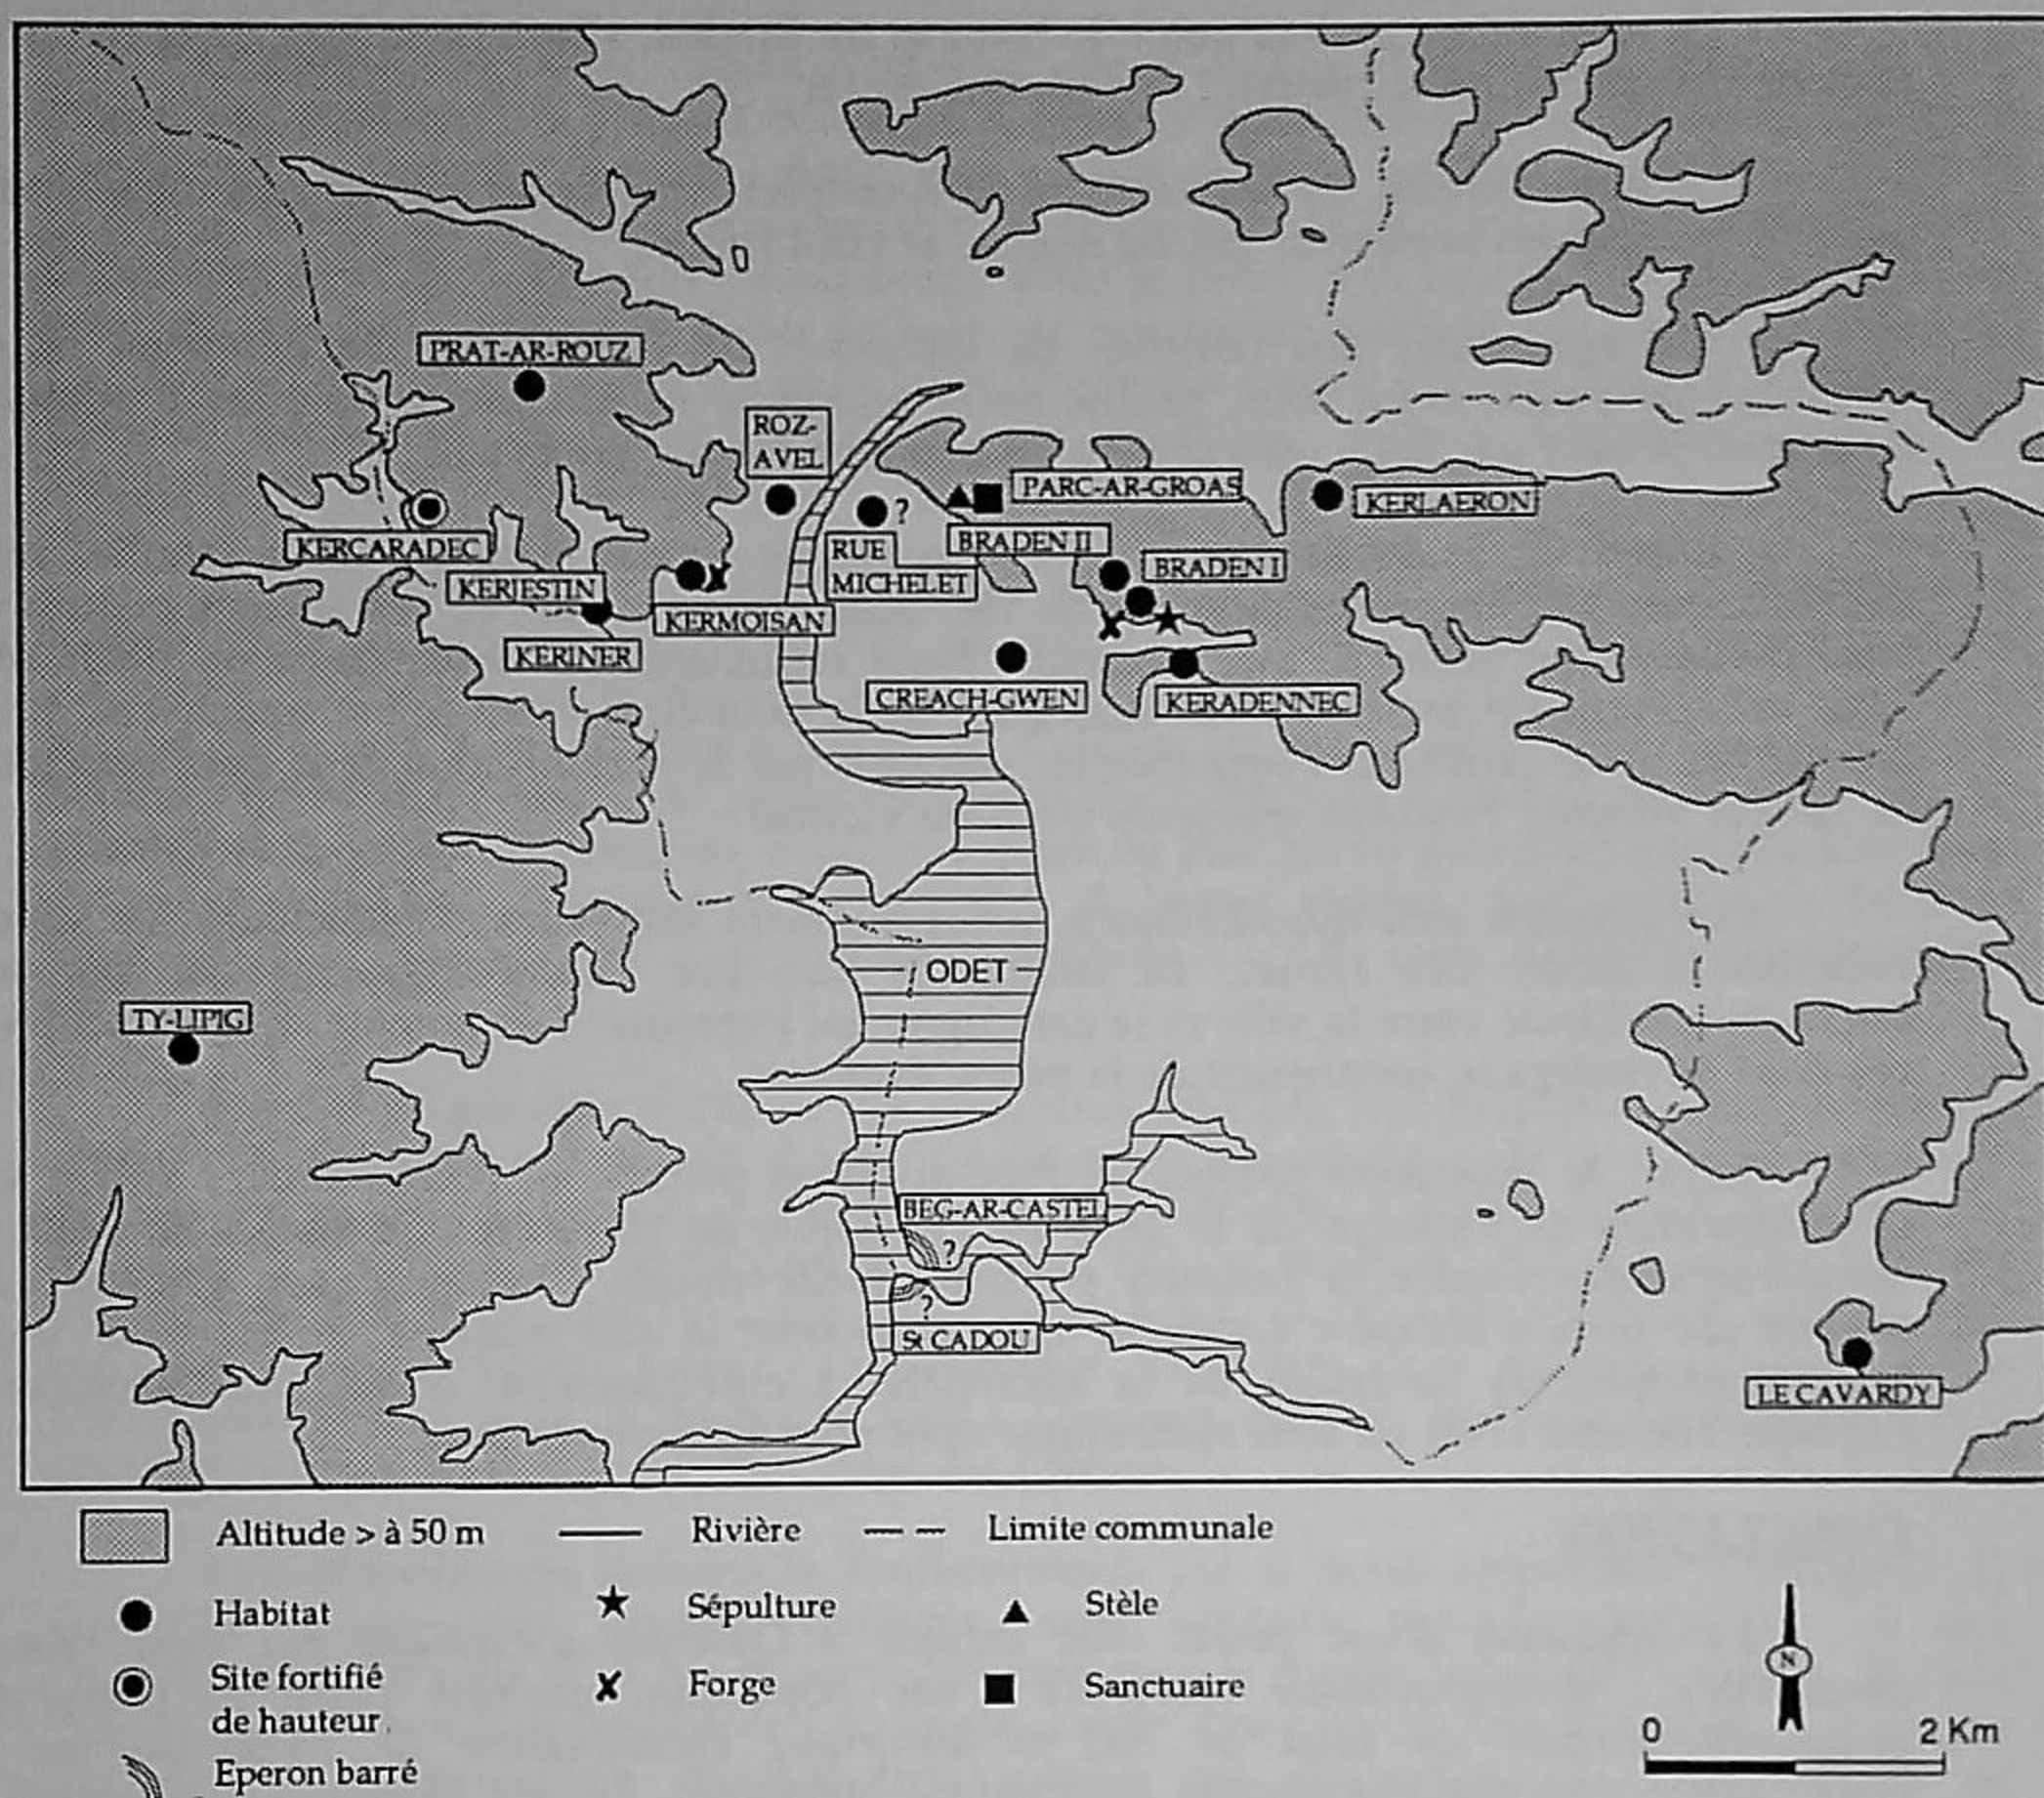 PRAT-AR-ROUZ
ROZ-
AVEL
PARC-AR-GROAS
KERLAERON
?
KERCARADEC
RUE
MICHELET
BRADEN II
BRADEN I
KERJESTIN
KERMOISAN
KERINER
CREACH-GWEN
KERADENNEC
ODET
TY-LIPIG
BEG-AR-CASTEL
?
?
St CADOU
LE CAVARDY
Altitude > à 50 m
Rivière
Limite communale
Habitat
Sépulture
Stèle
Site fortifié
de hauteur
Forge
Sanctuaire
N
0 2 Km
Eperon barré